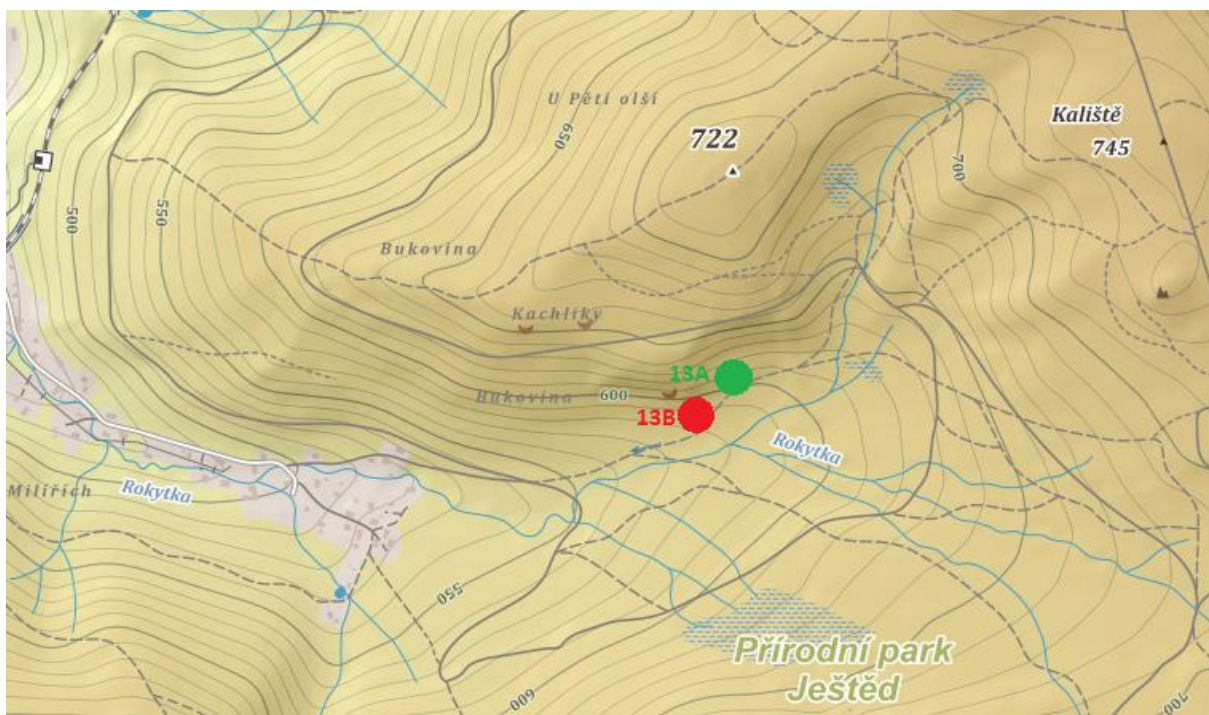 U Pěti olší
650
722
Kaliště
745
700
500
550
Bukovina
Kachlíky
13A
Bukovina
600
13B
Rokytka
Milířích
Rokytka
550
Přírodní park
Ještěd
600
700